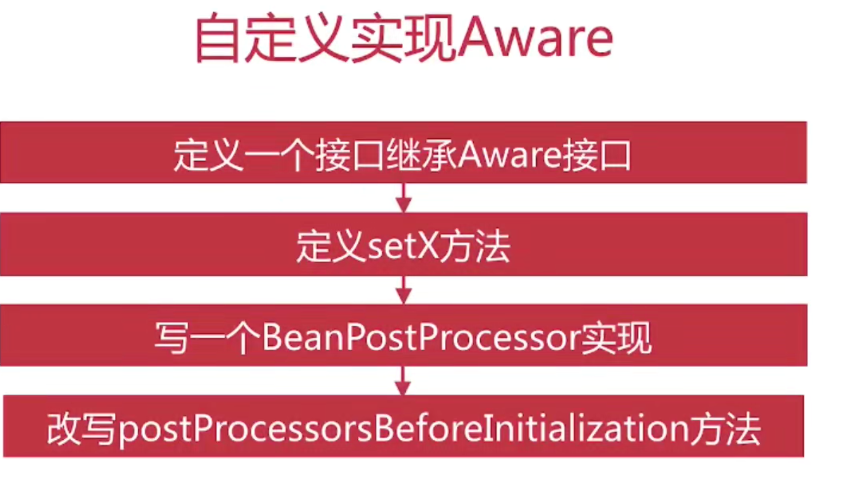 自定义实现Aware
定义一个接口继承Aware接口
定义setX方法
写一个BeanPostProcessor实现
改写postProcessorsBeforeInitialization方法